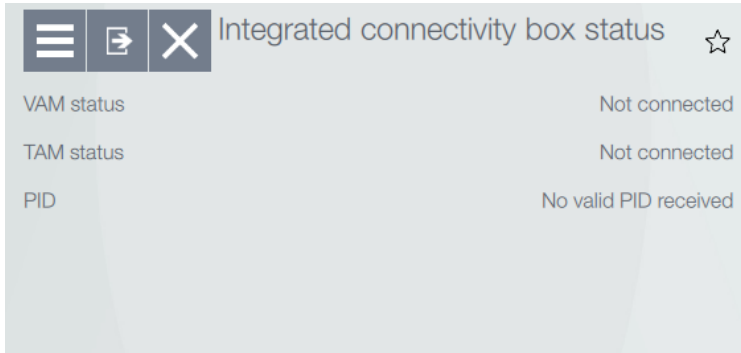 Integrated connectivity box status
VAM status Not connected
TAM status Not connected
PID No valid PID received